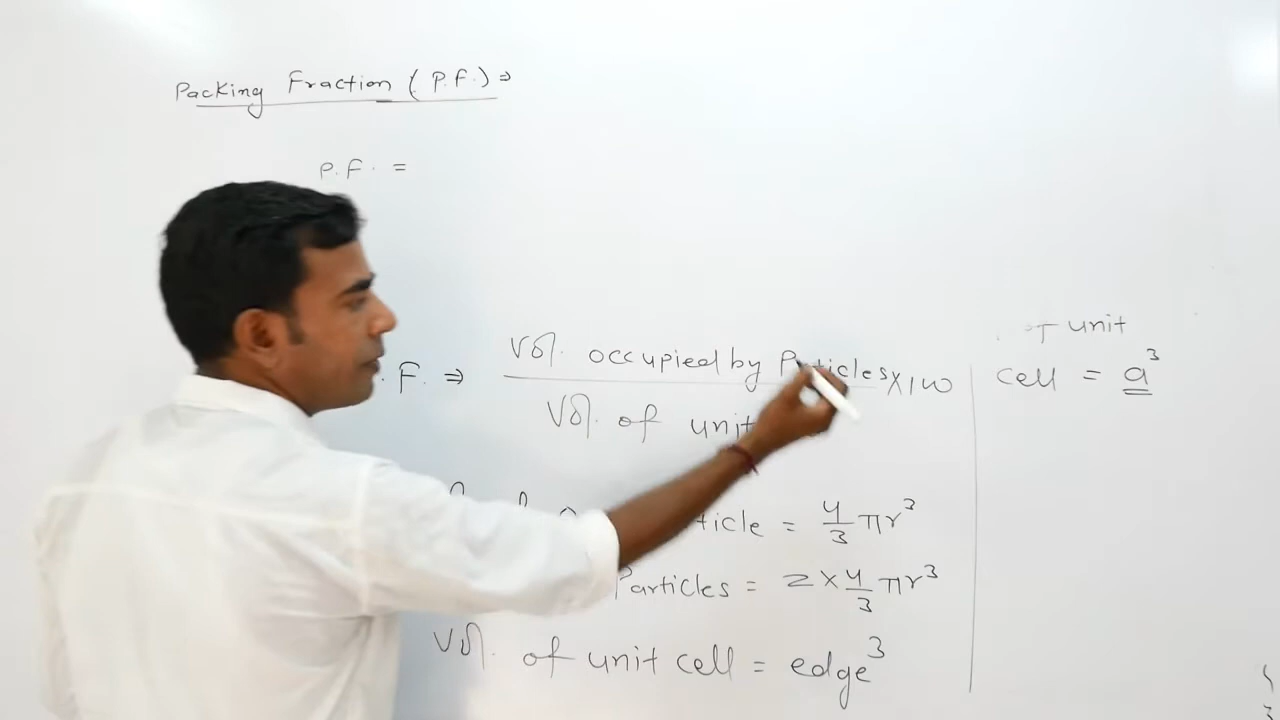 Packing Fraction (P.F.) ⇒
P.F. =
F. ⇒ Vol. occupied by Particles × 100
Vol. of unit
ticle = 4/3 πr³
Particles = Z × 4/3 πr³
Vol. of unit cell = edge³
unit
cell = a³